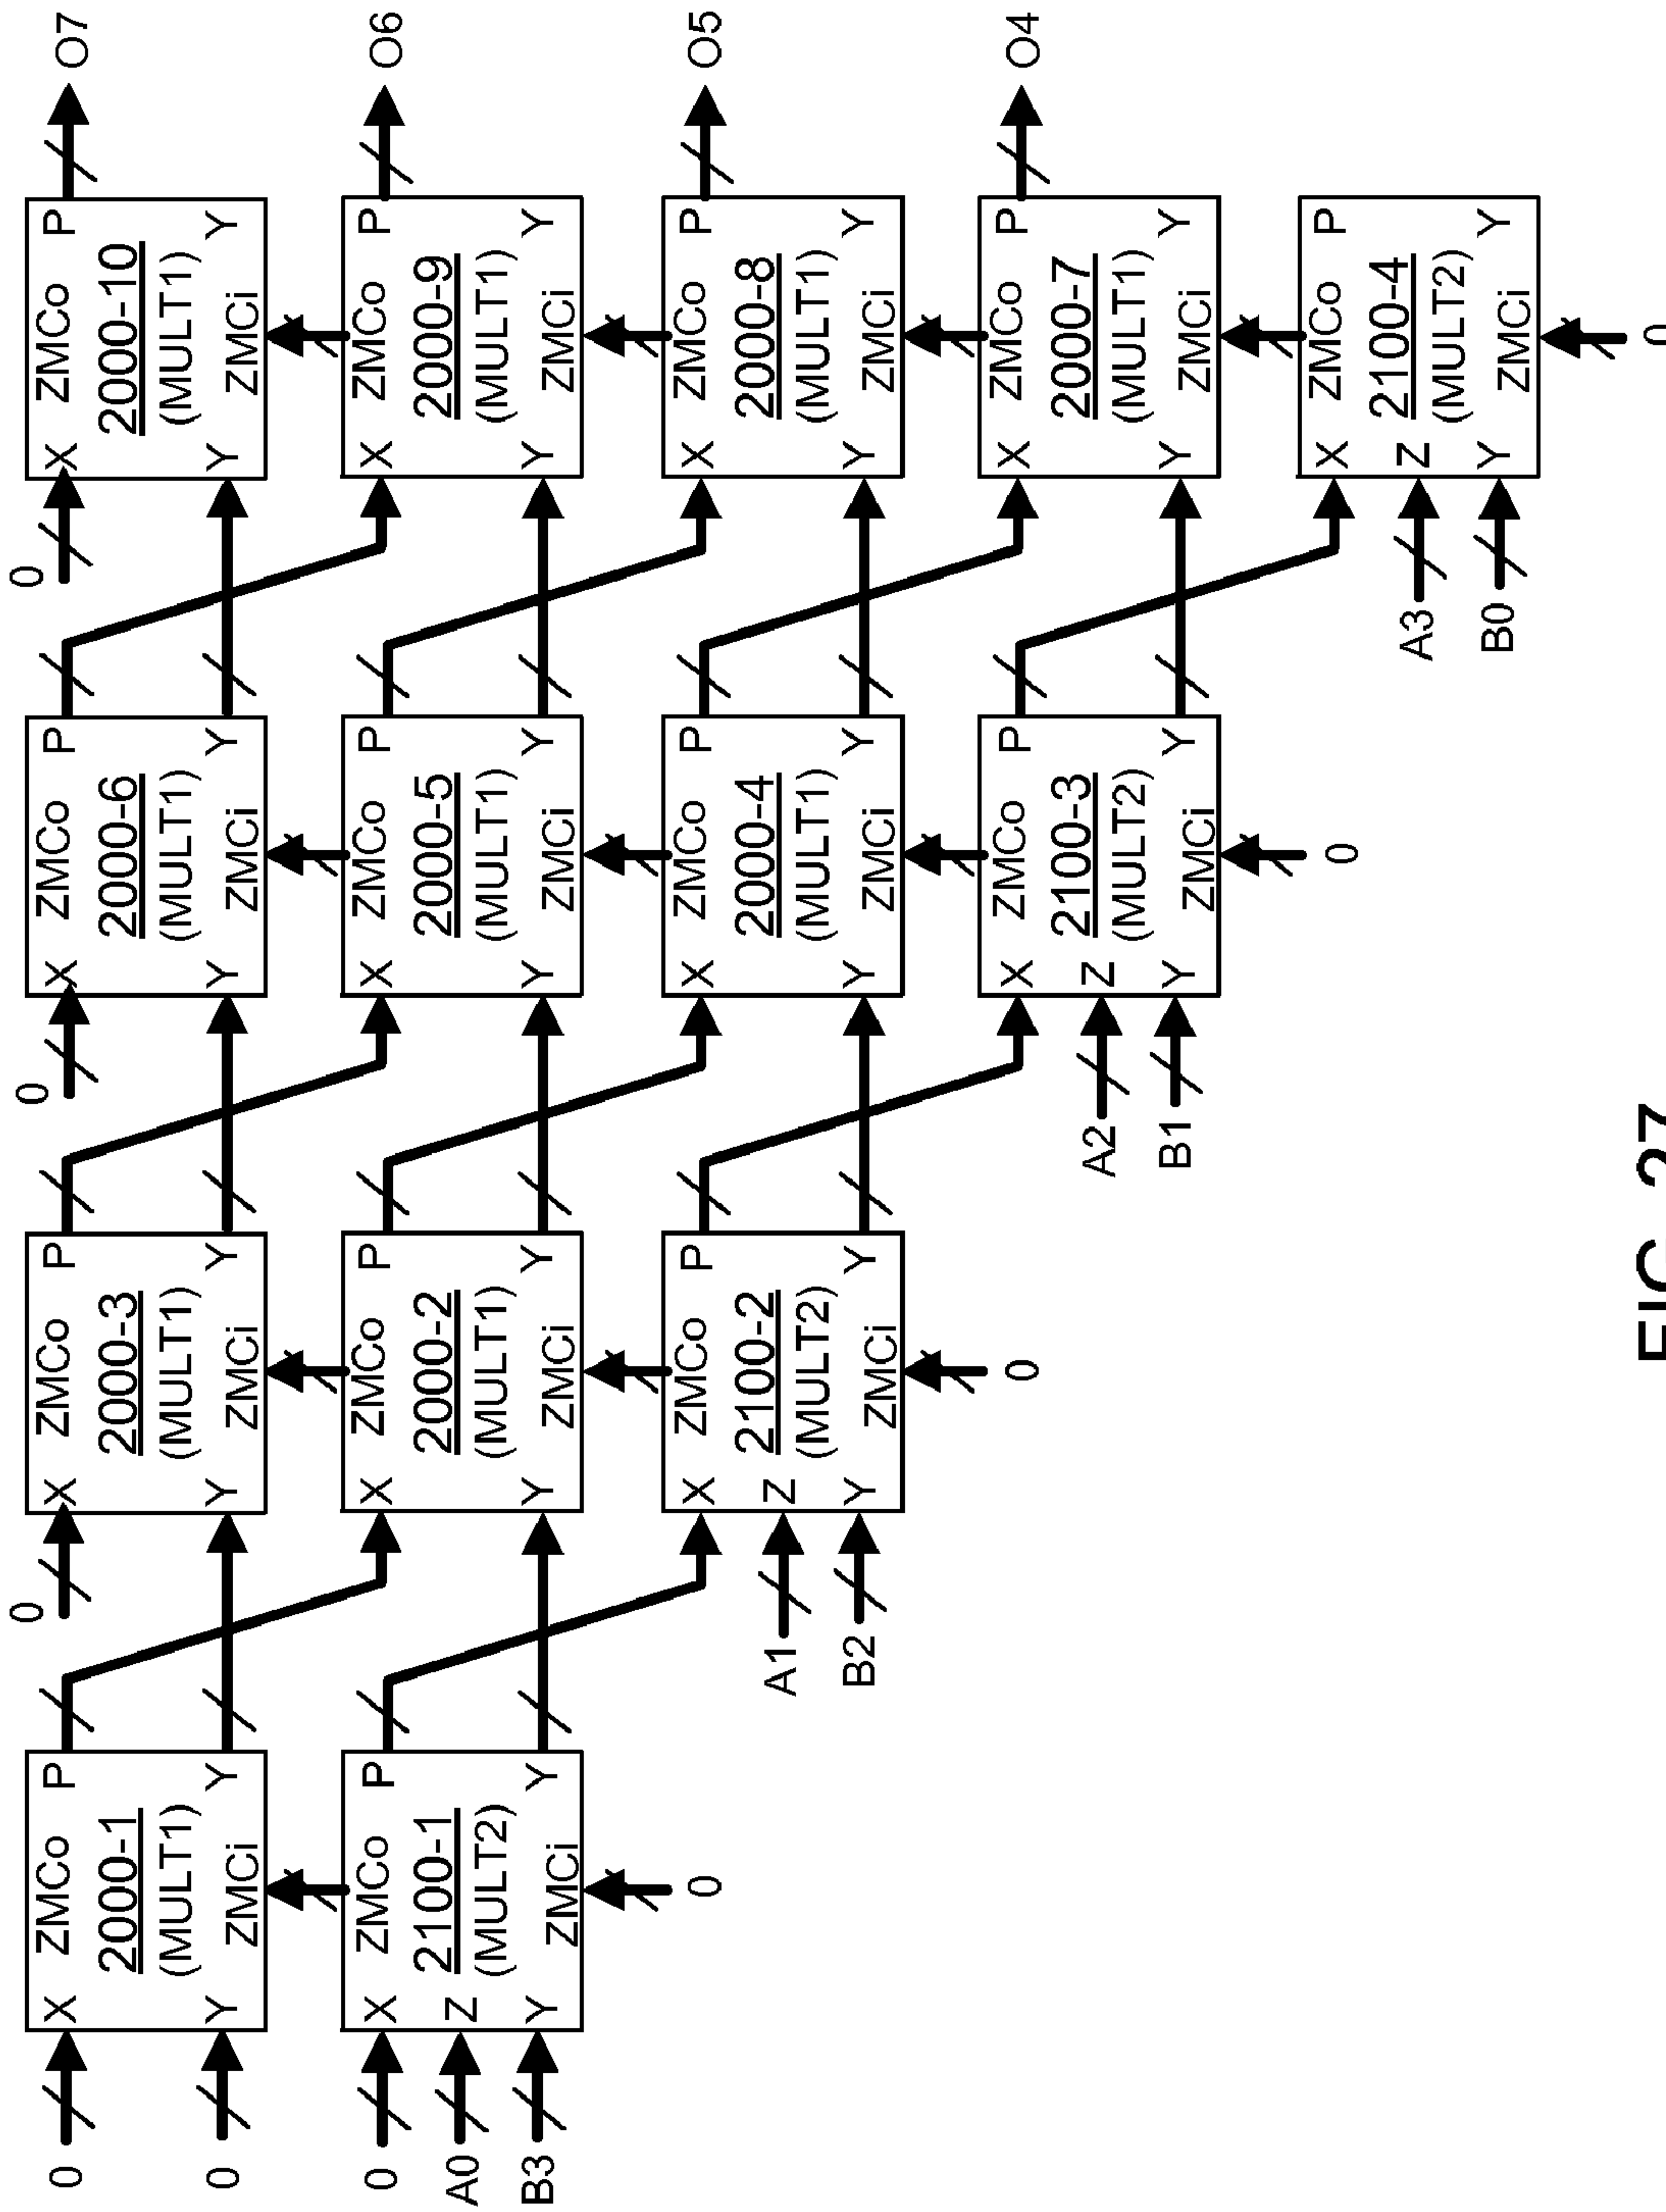 0
X ZMCo P
2000-1
(MULT1)
0
Y ZMCi Y
0
X ZMCo P
2000-3
(MULT1)
Y ZMCi Y
0
X ZMCo P
2000-6
(MULT1)
Y ZMCi Y
0
X ZMCo P
2000-10
(MULT1)
Y ZMCi Y
O7
0
A0
B3
X ZMCo P
Z 2100-1
(MULT2)
Y ZMCi Y
0
X ZMCo P
2000-2
(MULT1)
Y ZMCi Y
X ZMCo P
2000-5
(MULT1)
Y ZMCi Y
X ZMCo P
2000-9
(MULT1)
Y ZMCi Y
O6
A1
B2
X ZMCo P
Z 2100-2
(MULT2)
Y ZMCi Y
0
X ZMCo P
2000-4
(MULT1)
Y ZMCi Y
X ZMCo P
2000-8
(MULT1)
Y ZMCi Y
O5
A2
B1
X ZMCo P
Z 2100-3
(MULT2)
Y ZMCi Y
0
X ZMCo P
2000-7
(MULT1)
Y ZMCi Y
O4
A3
B0
X ZMCo P
Z 2100-4
(MULT2)
Y ZMCi Y
0
FIG. 27